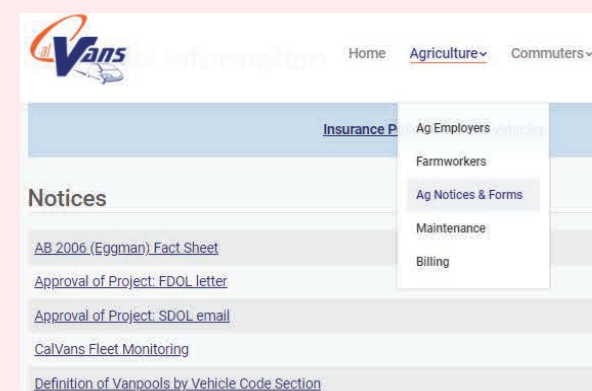 CalVans
Home Agriculture Commuters
Insurance P
Ag Employers
Farmworkers
Ag Notices & Forms
Maintenance
Billing
Notices
AB 2006 (Eggman) Fact Sheet
Approval of Project: FDOL letter
Approval of Project: SDOL email
CalVans Fleet Monitoring
Definition of Vanpools by Vehicle Code Section